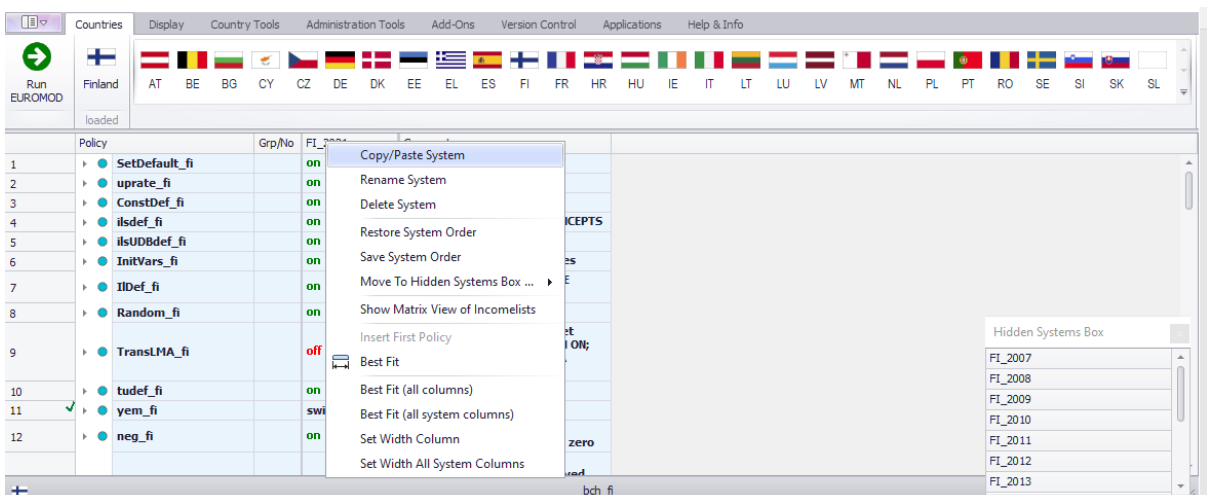 Countries Display Country Tools Administration Tools Add-Ons Version Control Applications Help & Info
Run
EUROMOD
Finland
loaded
AT BE BG CY CZ DE DK EE EL ES FI FR HR HU IE IT LT LU LV MT NL PL PT RO SE SI SK SL
Policy Grp/No
1 SetDefault_fi on
2 uprate_fi on
3 ConstDef_fi on
4 ilsdef_fi on
5 ilsUDBdef_fi on
6 InitVars_fi on
7 IlDef_fi on
8 Random_fi on
9 TransLMA_fi off
10 tudef_fi on
11 yem_fi
12 neg_fi on
Copy/Paste System
Rename System
Delete System
Restore System Order
Save System Order
Move To Hidden Systems Box ...
Show Matrix View of Incomelists
Insert First Policy
Best Fit
Best Fit (all columns)
Best Fit (all system columns)
Set Width Column
Set Width All System Columns
ON;
zero
Hidden Systems Box
FI_2007
FI_2008
FI_2009
FI_2010
FI_2011
FI_2012
FI_2013
bch_fi